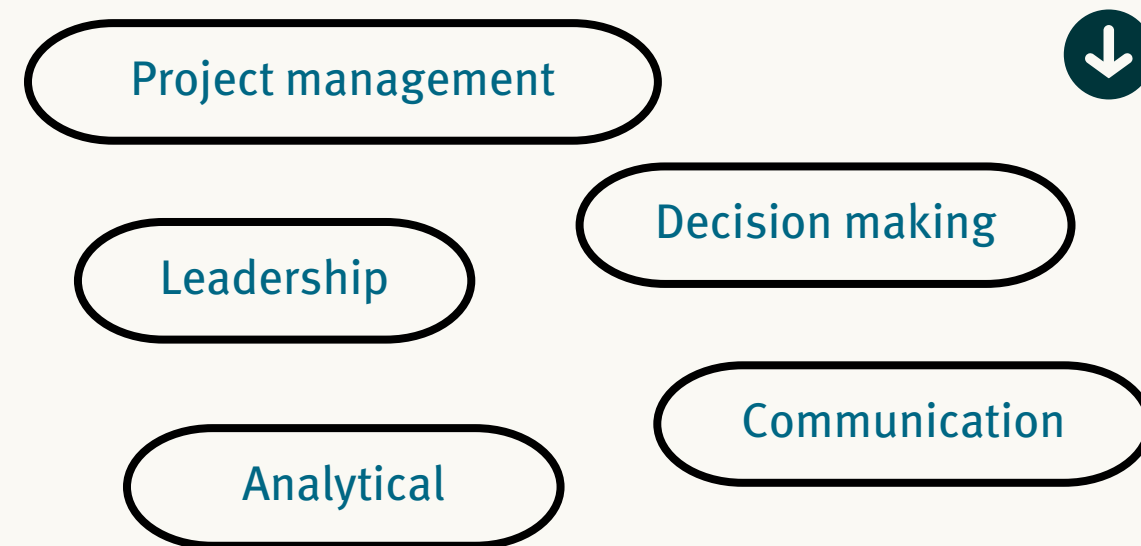 Project management
Decision making
Leadership
Communication
Analytical